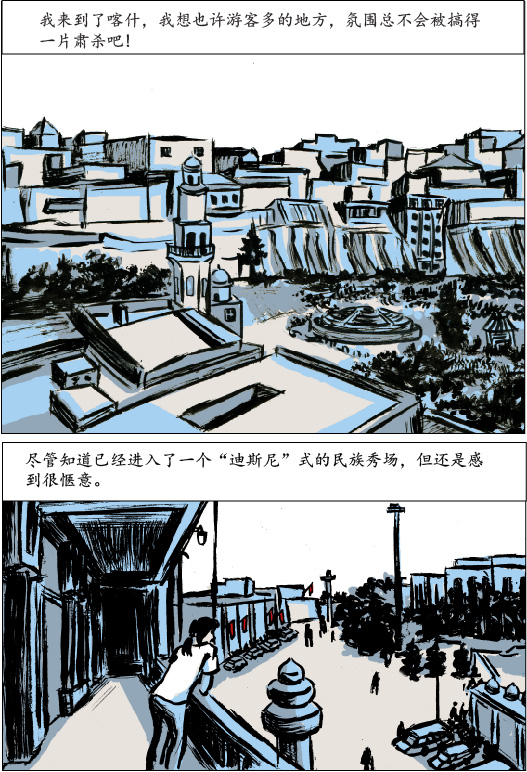 我来到了喀什，我想也许游客多的地方，氛围总不会被搞得
一片肃杀吧！
尽管知道已经进入了一个“迪斯尼”式的民族秀场，但还是感
到很惬意。